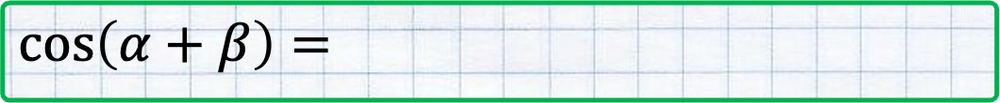 cos(α + β) =